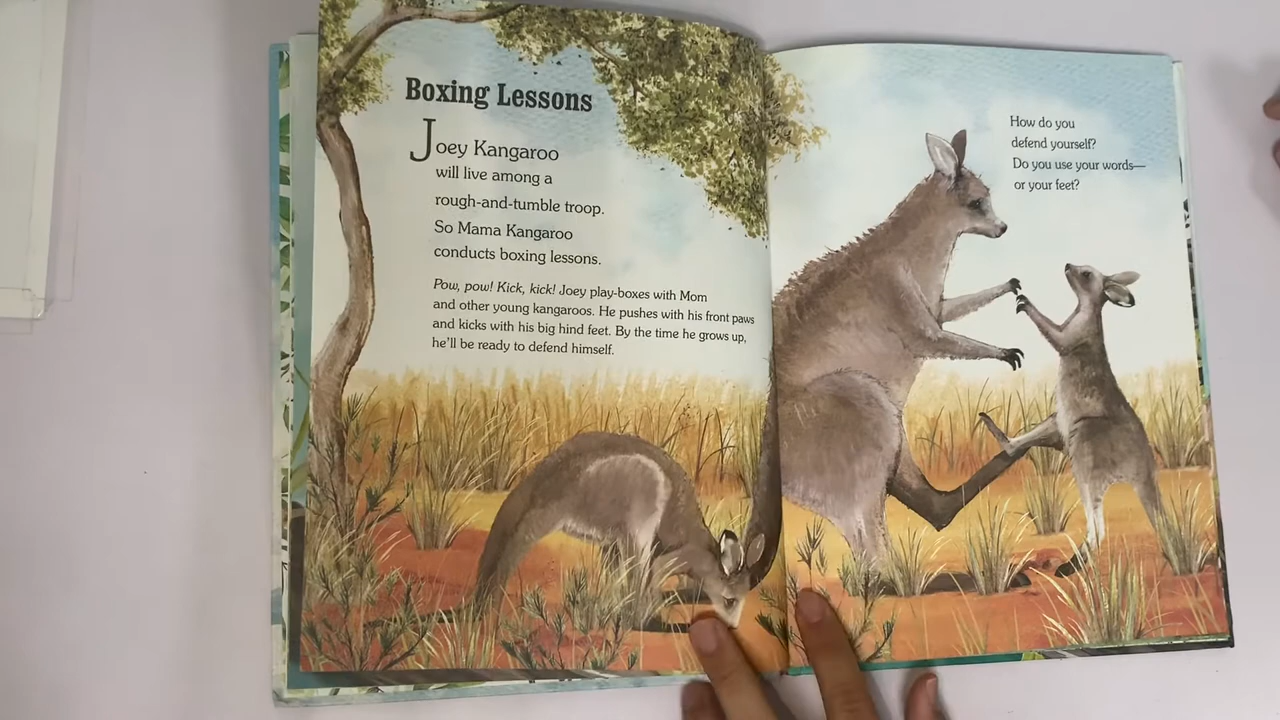 Boxing Lessons
Joey Kangaroo
will live among a
rough-and-tumble troop.
So Mama Kangaroo
conducts boxing lessons.
Pow, pow! Kick, kick! Joey play-boxes with Mom
and other young kangaroos. He pushes with his front paws
and kicks with his big hind feet. By the time he grows up,
he'll be ready to defend himself.
How do you
defend yourself?
Do you use your words—
or your feet?